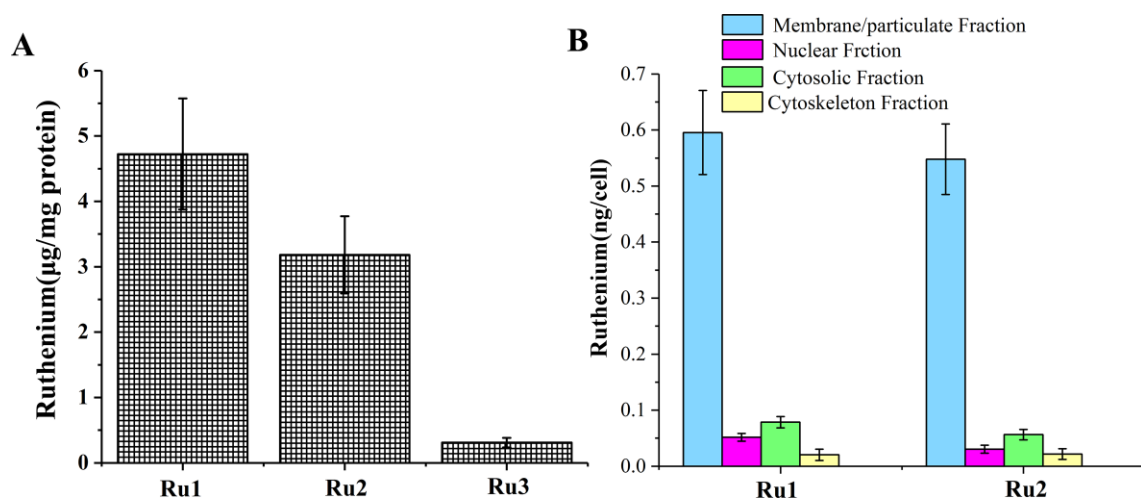 A
Ruthenium(µg/mg protein)
6
5
4
3
2
1
0
Ru1
Ru2
Ru3
B
Membrane/particulate Fraction
Nuclear Frction
Cytosolic Fraction
Cytoskeleton Fraction
Ruthenium(ng/cell)
0.7
0.6
0.5
0.4
0.3
0.2
0.1
0.0
Ru1
Ru2